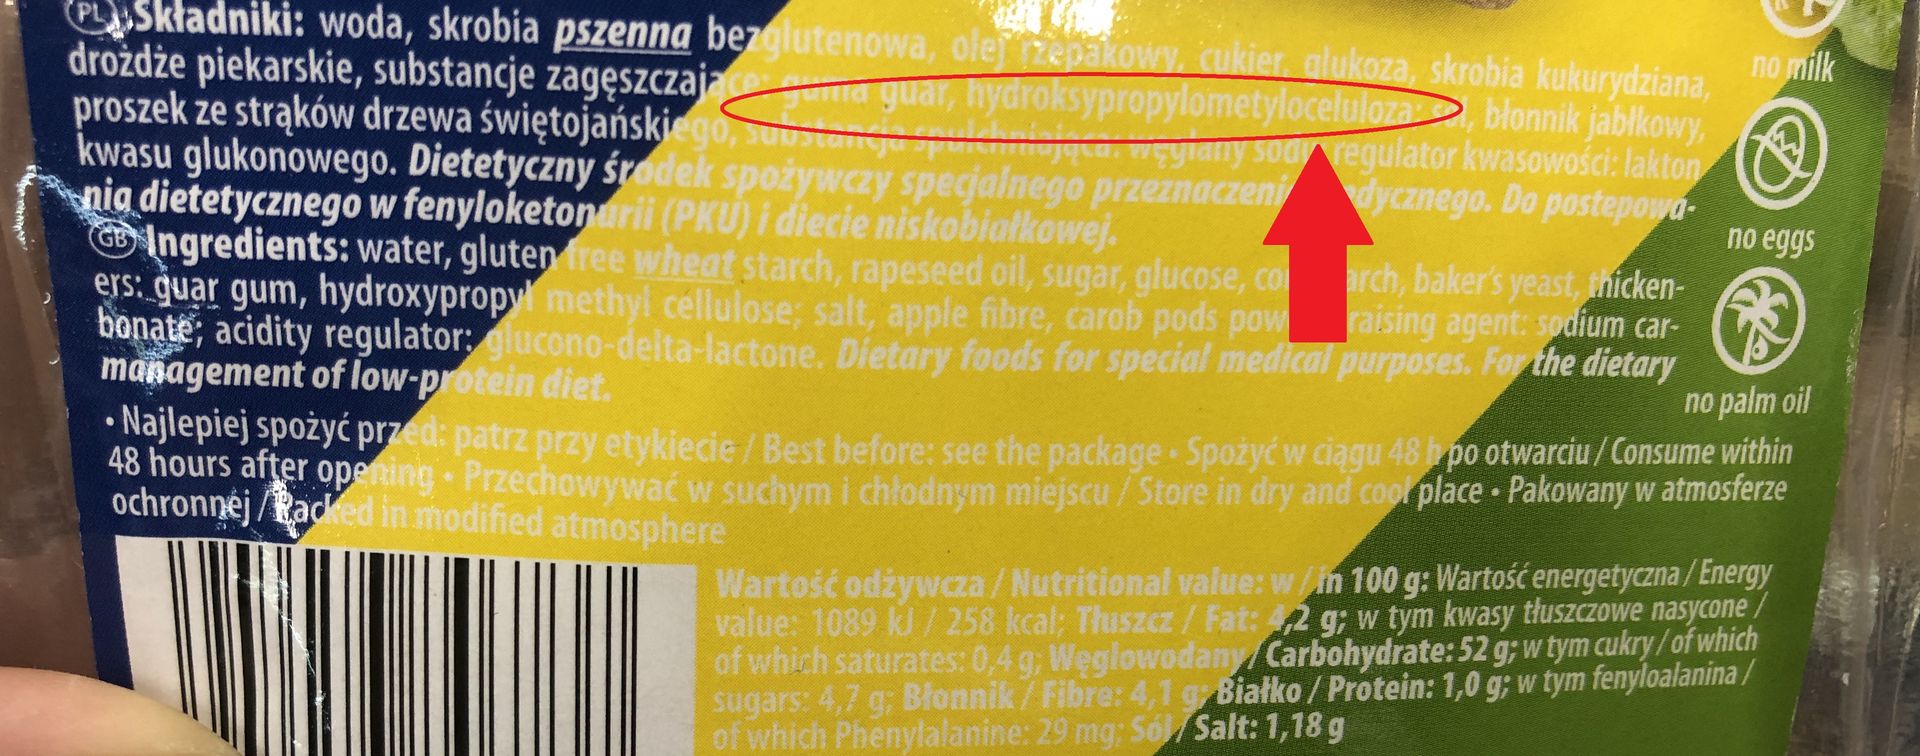 PL Składniki: woda, skrobia pszenna bezglutenowa, olej rzepakowy, cukier, glukoza, skrobia kukurydziana,
drożdże piekarskie, substancje zagęszczające: guma guar, hydroksypropylometyloceluloza; sól, błonnik jabłkowy,
proszek ze strąków drzewa świętojańskiego, substancja spulchniająca: węglany sodu, regulator kwasowości: lakton
kwasu glukonowego. Dietetyczny środek spożywczy specjalnego przeznaczenia medycznego. Do postępowa-
nia dietetycznego w fenyloketonurii (PKU) i diecie niskobiałkowej.
GB Ingredients: water, gluten free wheat starch, rapeseed oil, sugar, glucose, corn starch, baker's yeast, thicken-
ers: guar gum, hydroxypropyl methyl cellulose; salt, apple fibre, carob pods powder, raising agent: sodium car-
bonate; acidity regulator: glucono-delta-lactone. Dietary foods for special medical purposes. For the dietary
management of low-protein diet.
• Najlepiej spożyć przed: patrz przy etykiecie / Best before: see the package • Spożyć w ciągu 48 h po otwarciu / Consume within
48 hours after opening • Przechowywać w suchym i chłodnym miejscu / Store in dry and cool place • Pakowany w atmosferze
ochronnej / Packed in modified atmosphere
no milk
no eggs
no palm oil
Wartość odżywcza / Nutritional value: w / in 100 g: Wartość energetyczna / Energy
value: 1089 kJ / 258 kcal; Tłuszcz / Fat: 4,2 g; w tym kwasy tłuszczowe nasycone /
of which saturates: 0,4 g; Węglowodany / Carbohydrate: 52 g; w tym cukry / of which
sugars: 4,7 g; Błonnik / Fibre: 4,1 g; Białko / Protein: 1,0 g; w tym fenyloalanina /
of which Phenylalanine: 29 mg; Sól / Salt: 1,18 g